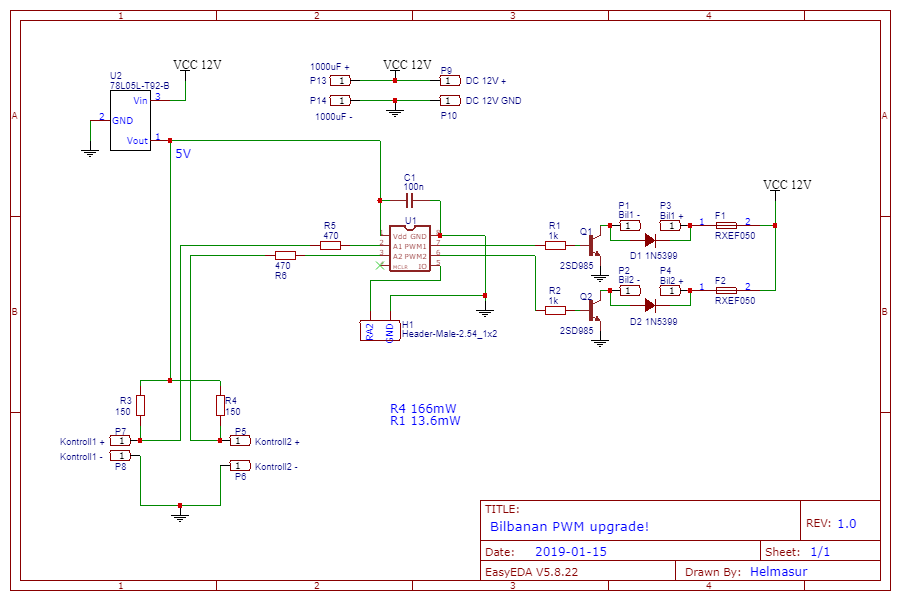 1 2 3 4
A A
B B
U2
78L05L-T92-B
Vin 3
2 GND
Vout 1
VCC 12V
5V
1000uF +
P13 1
VCC 12V
P9
1 DC 12V +
P14 1
1 DC 12V GND
1000uF -
P10
C1
100n
U1
1 Vdd GND 8
2 A1 PWM1 7
3 A2 PWM2 6
4 MCLR IO 5
R5
470
470
R6
H1
Header-Male-2.54_1x2
RA2
GND
R1
1k
Q1
2SD985
R2
1k
Q2
2SD985
P1
Bil1 -
1
P3
Bil1 +
1
D1 1N5399
1 F1 2
RXEF050
VCC 12V
P2
Bil2 -
1
P4
Bil2 +
1
D2 1N5399
1 F2 2
RXEF050
R3
150
R4
150
P7
Kontroll1 + 1
Kontroll1 - 1
P8
P5
1 Kontroll2 +
1 Kontroll2 -
P6
R4 166mW
R1 13.6mW
TITLE:
Bilbanan PWM upgrade!
REV: 1.0
Date: 2019-01-15
Sheet: 1/1
EasyEDA V5.8.22
Drawn By: Helmasur
1 2 3 4